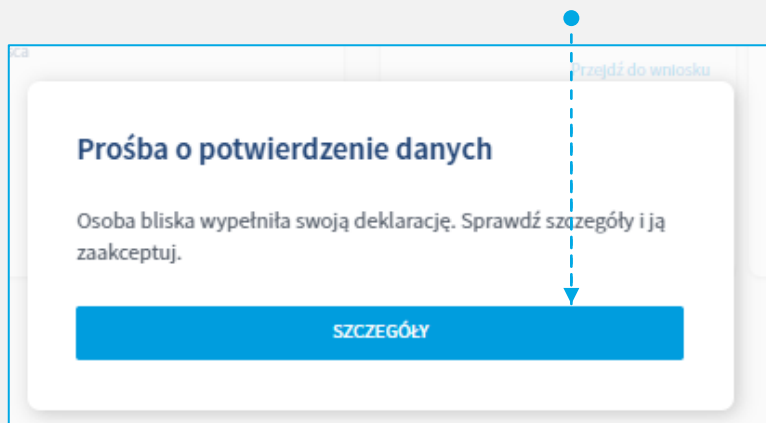 Przejdź do wniosku
Prośba o potwierdzenie danych
Osoba bliska wypełniła swoją deklarację. Sprawdź szczegóły i ją
zaakceptuj.
SZCZEGÓŁY